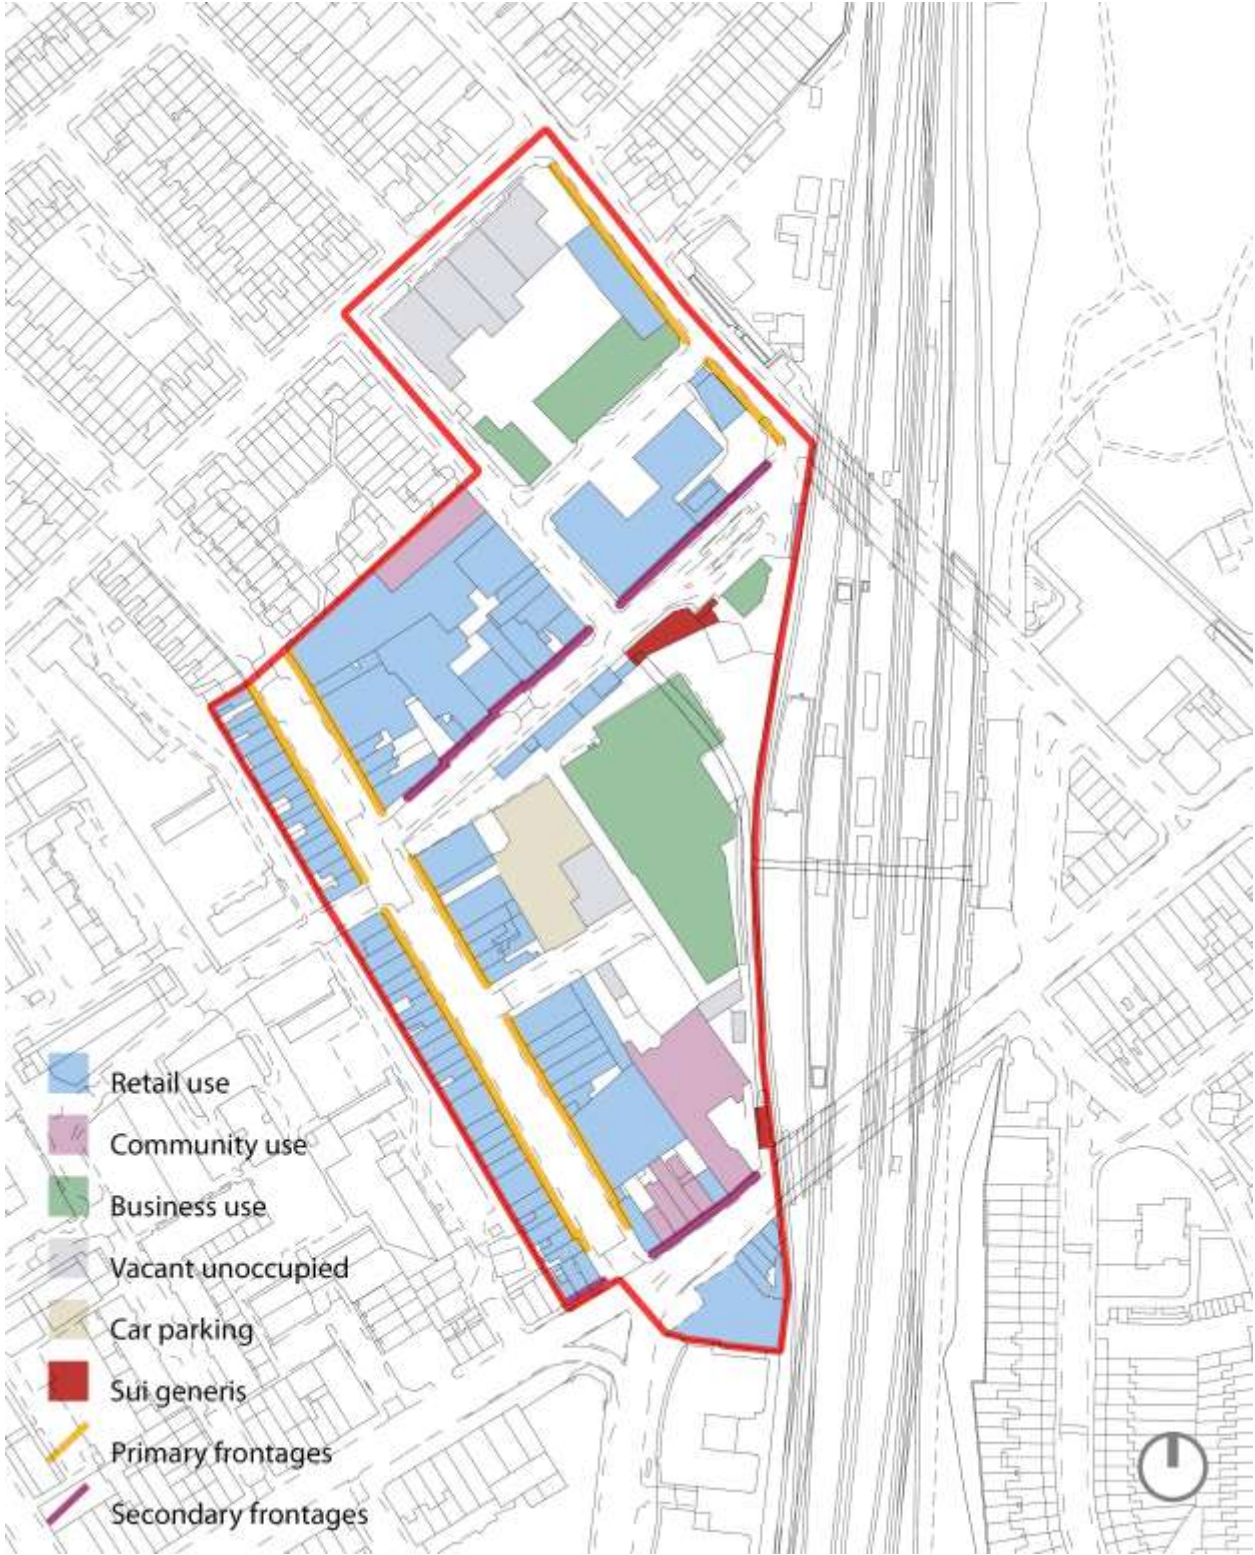 Retail use
Community use
Business use
Vacant unoccupied
Car parking
Sui generis
Primary frontages
Secondary frontages